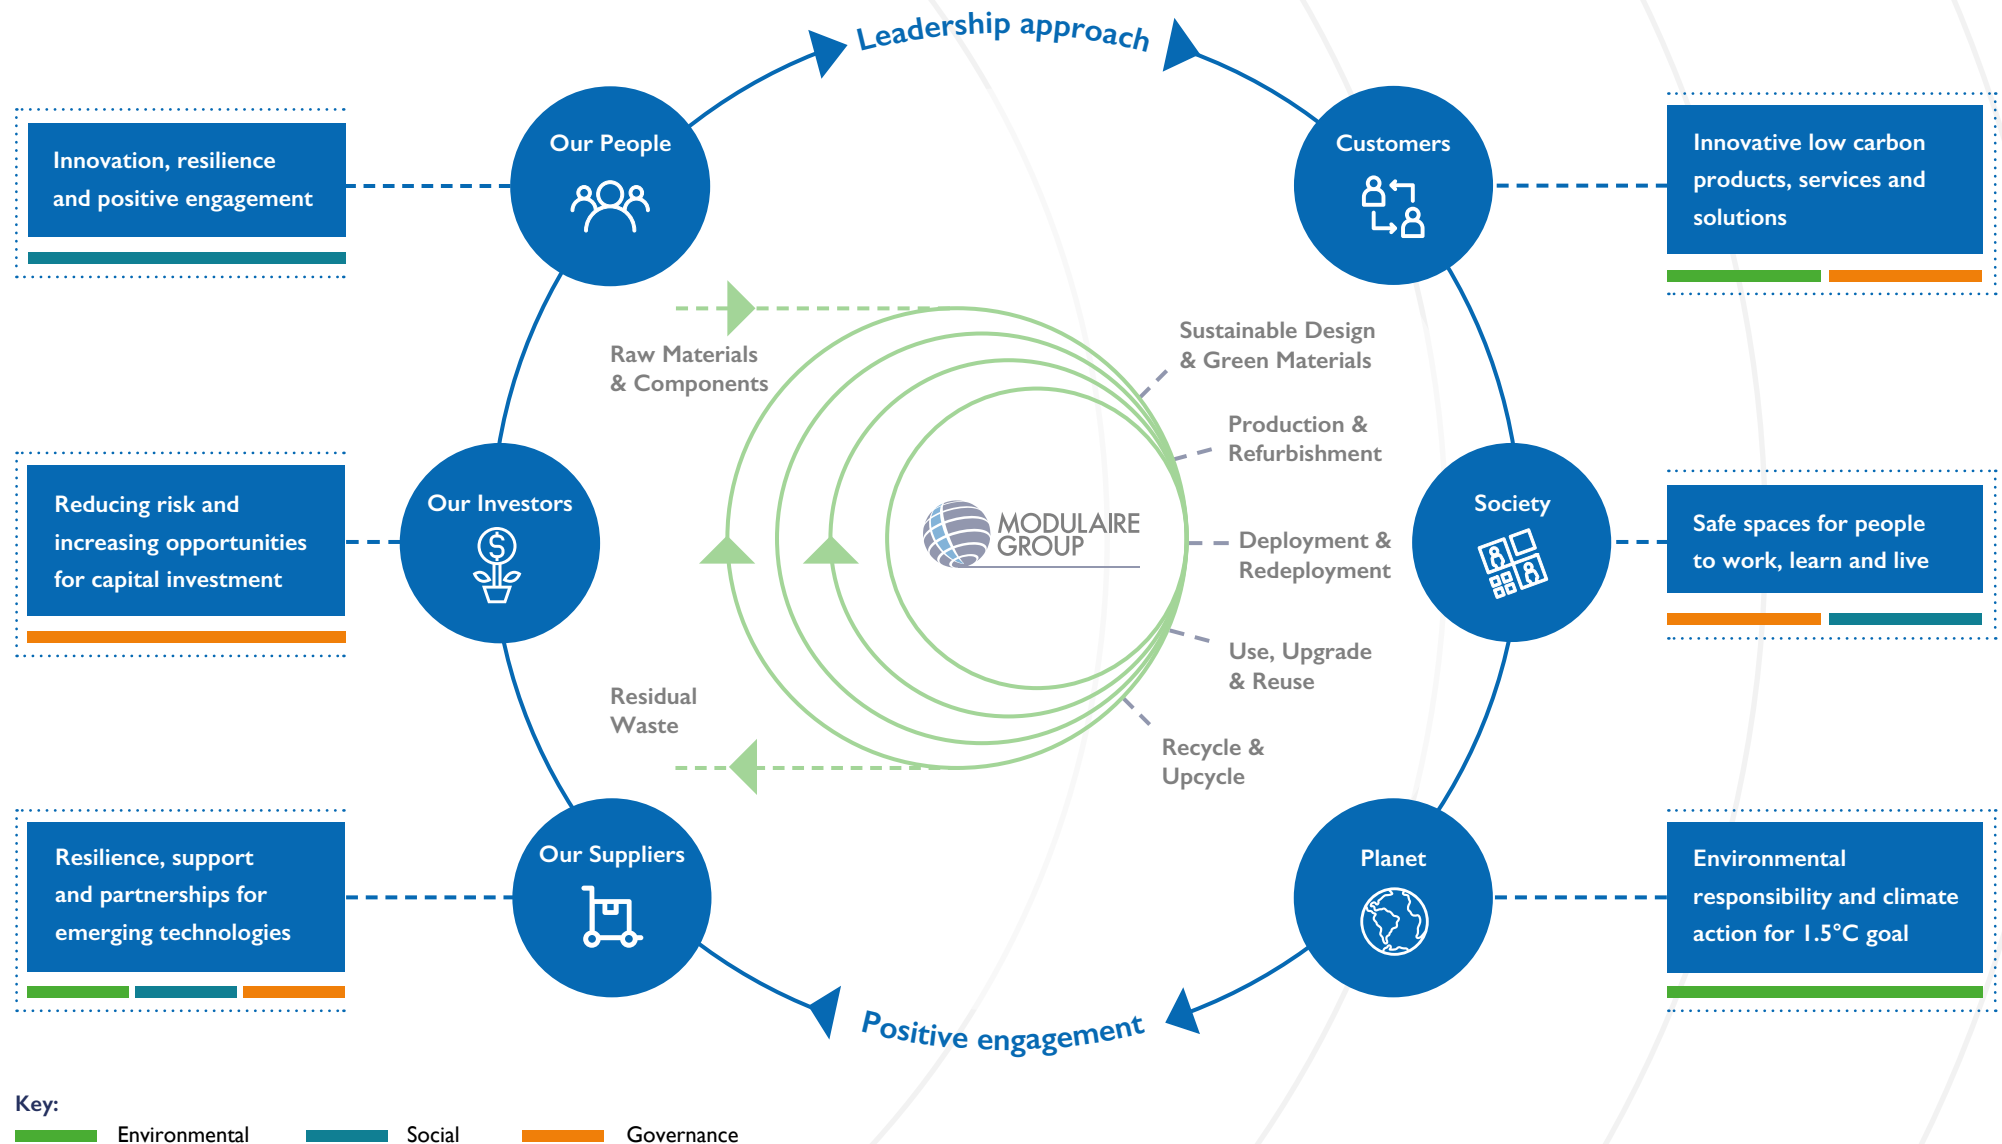 Leadership approach
Our People
Innovation, resilience
and positive engagement
Customers
Innovative low carbon
products, services and
solutions
Raw Materials
& Components
Sustainable Design
& Green Materials
Production &
Refurbishment
Our Investors
Reducing risk and
increasing opportunities
for capital investment
MODULAIRE
GROUP
Deployment &
Redeployment
Society
Safe spaces for people
to work, learn and live
Use, Upgrade
& Reuse
Residual
Waste
Recycle &
Upcycle
Our Suppliers
Resilience, support
and partnerships for
emerging technologies
Planet
Environmental
responsibility and climate
action for 1.5°C goal
Positive engagement
Key:
Environmental
Social
Governance